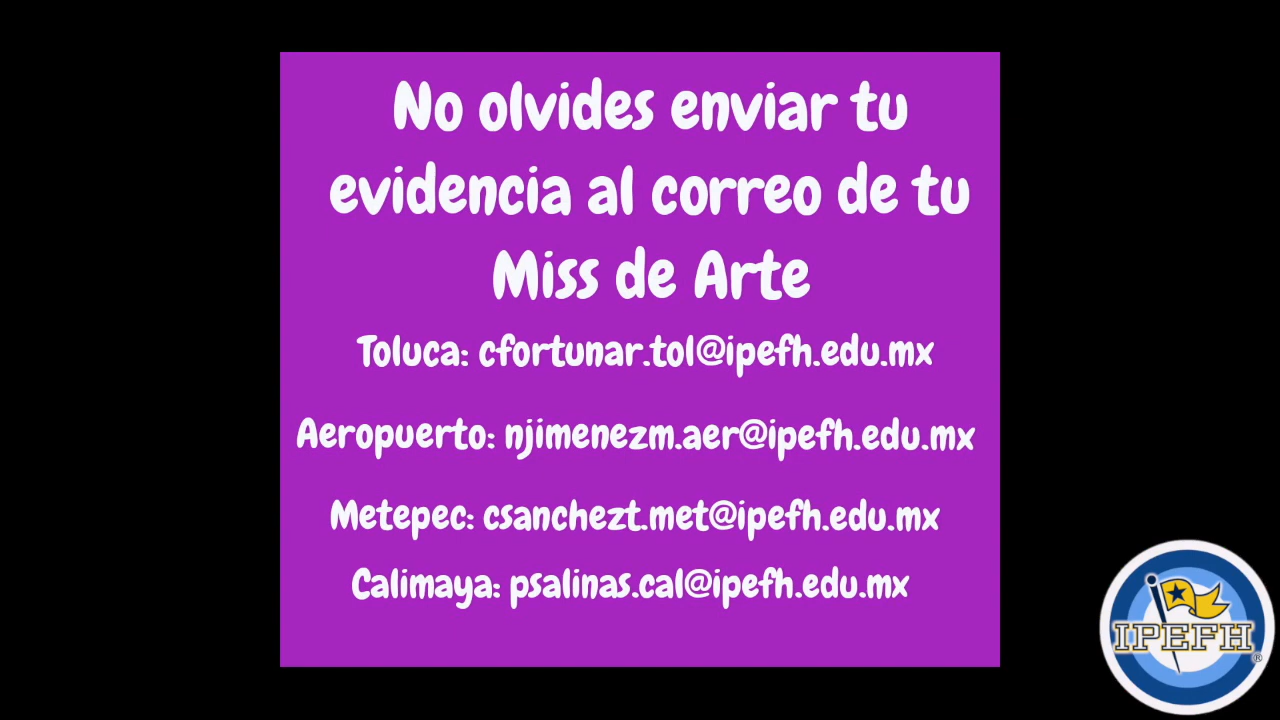 No olvides enviar tu
evidencia al correo de tu
Miss de Arte
Toluca: cfortunar.tol@ipefh.edu.mx
Aeropuerto: njimenezm.aer@ipefh.edu.mx
Metepec: csanchezt.met@ipefh.edu.mx
Calimaya: psalinas.cal@ipefh.edu.mx
IPEFH®